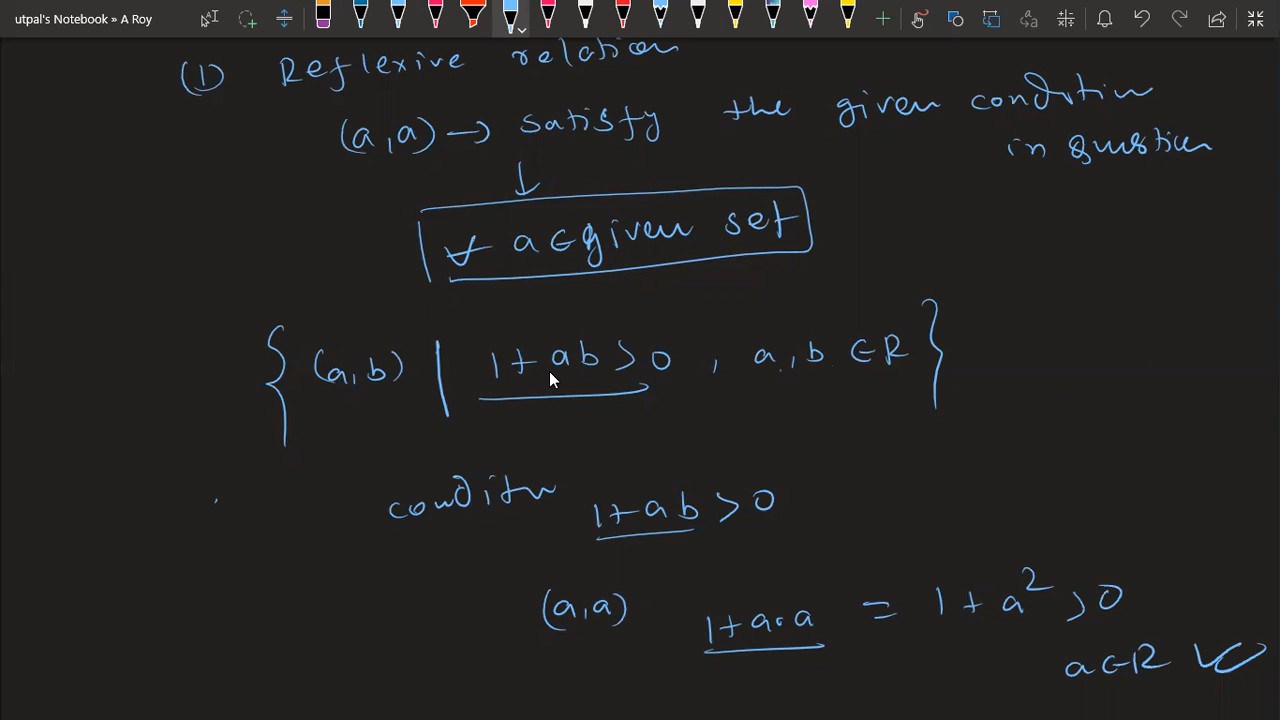 utpal's Notebook » A Roy
(1) Reflexive relation
(a,a) → satisfy the given condition
in question
↓
∀ a ∈ given set
{ (a,b) | 1+ab>0 , a,b ∈ R }
1+ab > 0
(a,a) 1+a.a = 1+a² > 0
a ∈ R ✓